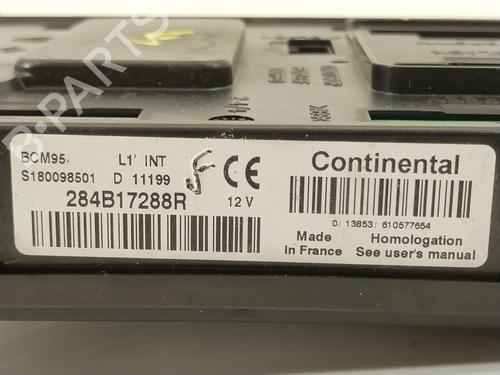 B-PARTS
BCM95- L1' INT
S180098501 D 11199
284B17288R 12 V
CE
Continental
0/ 13853/ 610577654
Made
In France
Homologation
See user's manual